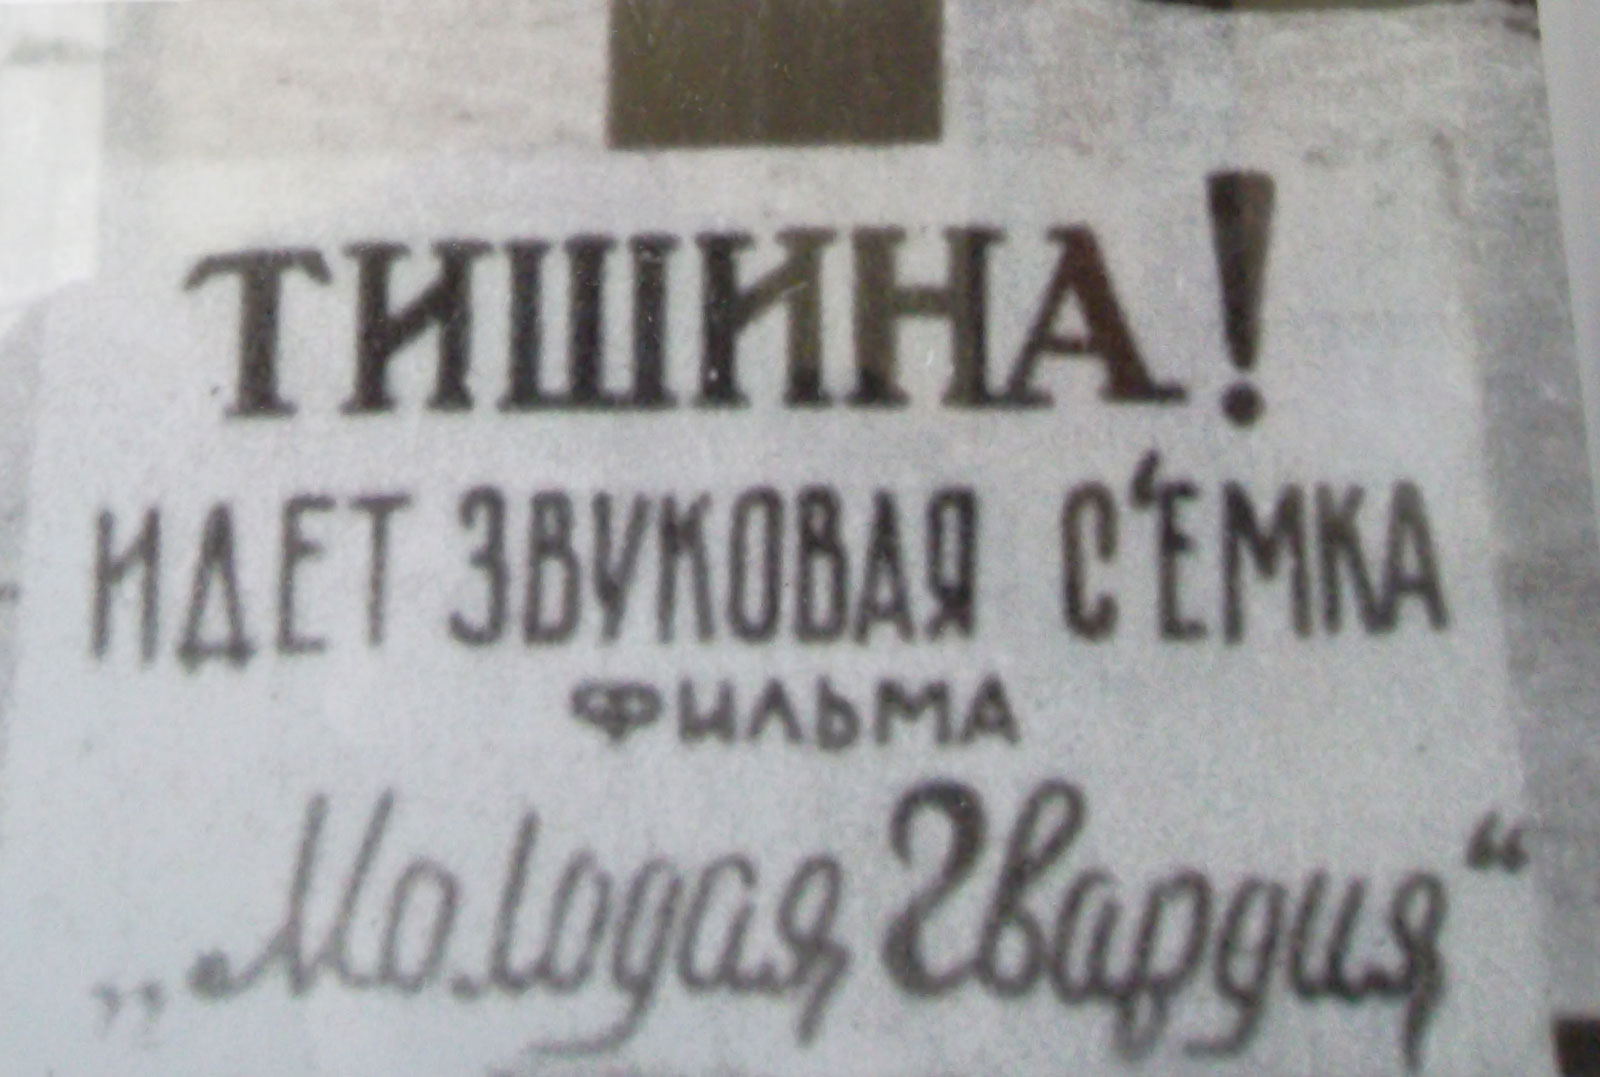 ТИШИНА!
ИДЕТ ЗВУКОВАЯ С'ЕМКА
ФИЛЬМА
„Молодая Гвардия“